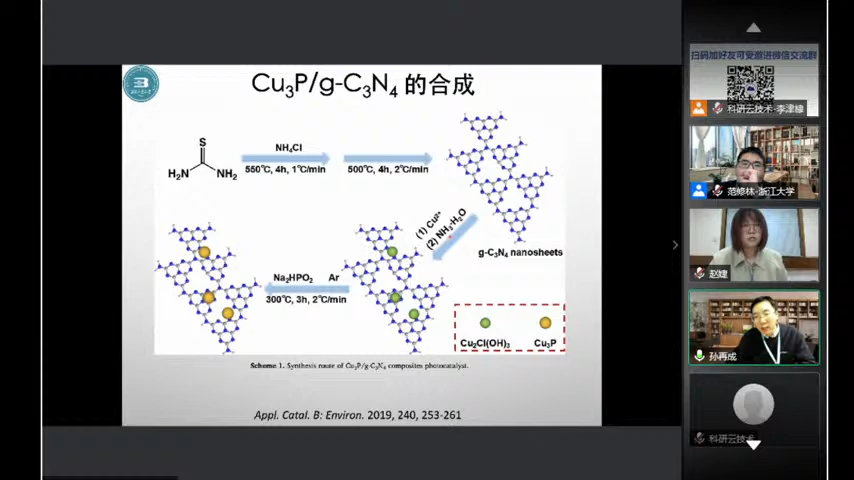 Cu₃P/g-C₃N₄ 的合成
S
H₂N
NH₂
NH₄Cl
550℃, 4h, 1℃/min
500℃, 4h, 2℃/min
g-C₃N₄ nanosheets
(1) Cu²⁺
(2) NH₃·H₂O
Na₂HPO₂ Ar
300℃, 3h, 2℃/min
Cu₂Cl(OH)₃
Cu₃P
Scheme 1. Synthesis route of Cu₃P/g-C₃N₄ composites photocatalyst.
Appl. Catal. B: Environ. 2019, 240, 253-261
扫码加好友可受邀进微信交流群
科研云技术-李津
范修林-浙江大学
赵婕
孙再成
科研云技术